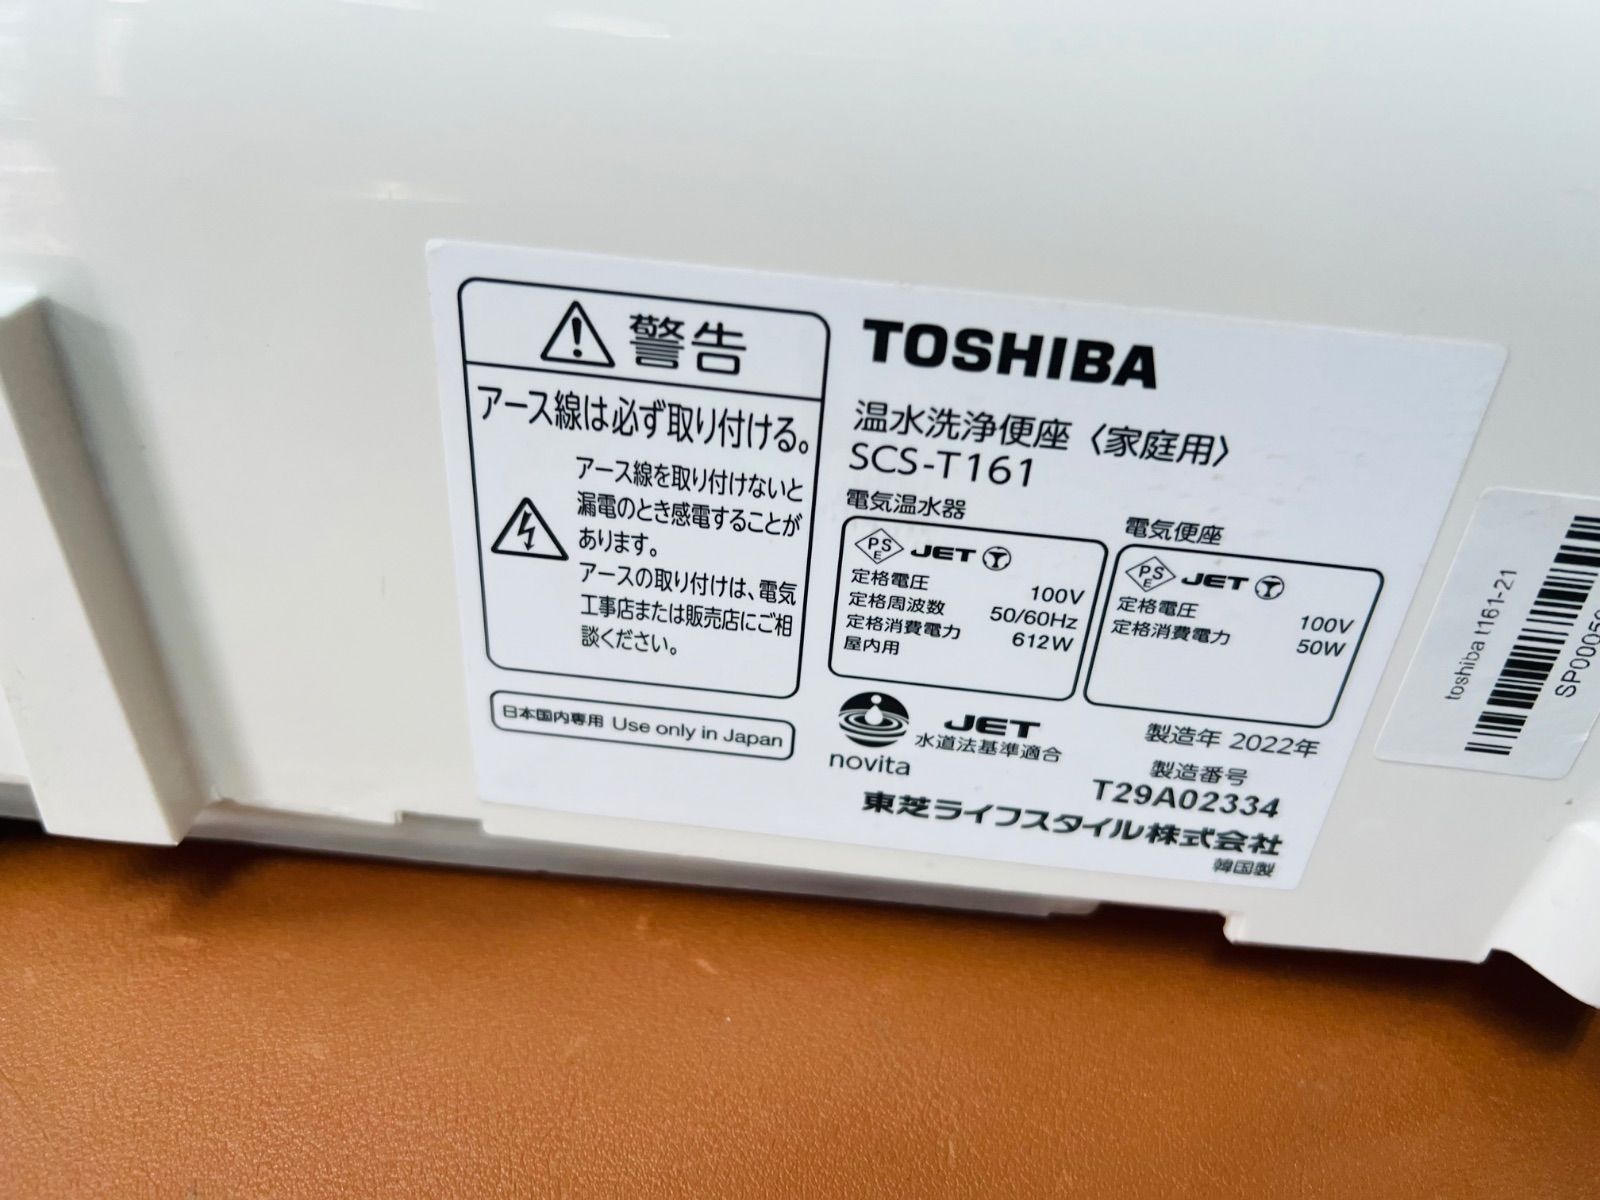 警告
アース線は必ず取り付ける。
アース線を取り付けないと
漏電のとき感電することが
あります。
アースの取り付けは、電気
工事店または販売店にご相
談ください。
日本国内専用 Use only in Japan
TOSHIBA
温水洗浄便座〈家庭用〉
SCS-T161
電気温水器
PSE JET
定格電圧 100V
定格周波数 50/60Hz
定格消費電力 612W
屋内用
電気便座
PSE JET
定格電圧 100V
定格消費電力 50W
novita
JET
水道法基準適合
製造年 2022年
製造番号
T29A02334
東芝ライフスタイル株式会社
韓国製
toshiba t161-21